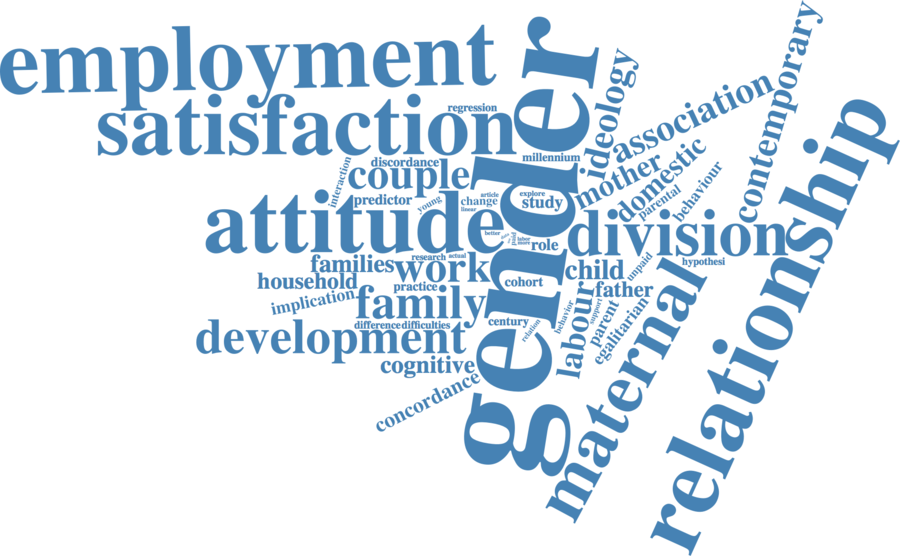 employment
satisfaction
regression
gender
ideology
association
contemporary
relationship
discordance
interaction
couple
millennium
mother
domestic
parental
behaviour
predictor
young
article
change
linear
explore
study
attitude
better
paid
labor
more
role
division
hypothesi
families
research
actual
work
child
unpaid
household
practice
cohort
father
implication
family
labour
behavior
support
parent
egalitarian
maternal
development
difference
difficulties
century
relation
cognitive
concordance